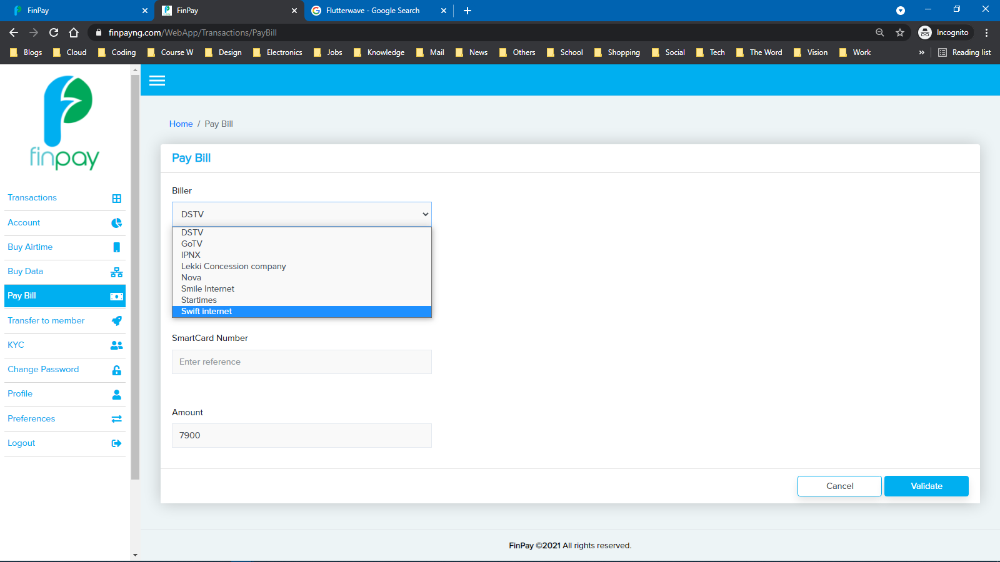 FinPay
FinPay
Flutterwave - Google Search
finpayng.com/WebApp/Transactions/PayBill
Incognito
Blogs
Cloud
Coding
Course W
Design
Electronics
Jobs
Knowledge
Mail
News
Others
School
Shopping
Social
Tech
The Word
Vision
Work
»
Reading list
finpay
Transactions
Account
Buy Airtime
Buy Data
Pay Bill
Transfer to member
KYC
Change Password
Profile
Preferences
Logout
Home / Pay Bill
Pay Bill
Biller
DSTV
DSTV
GoTV
IPNX
Lekki Concession company
Nova
Smile Internet
Startimes
Swift internet
SmartCard Number
Enter reference
Amount
7900
Cancel
Validate
FinPay ©2021 All rights reserved.